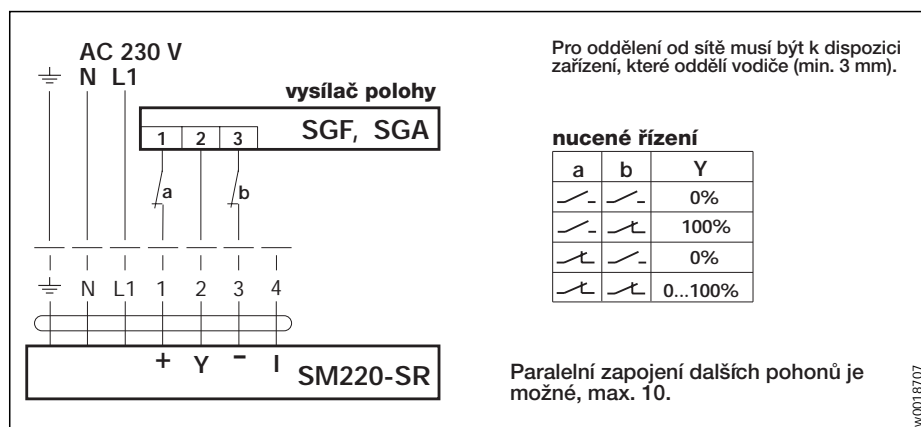 AC 230 V
N L1
vysílač polohy
SGF, SGA
1 2 3
a b
N L1 1 2 3 4
+ Y − I
SM220-SR
Pro oddělení od sítě musí být k dispozici
zařízení, které oddělí vodiče (min. 3 mm).
nucené řízení
a b Y
0%
100%
0%
0...100%
Paralelní zapojení dalších pohonů je
možné, max. 10.
w0018707